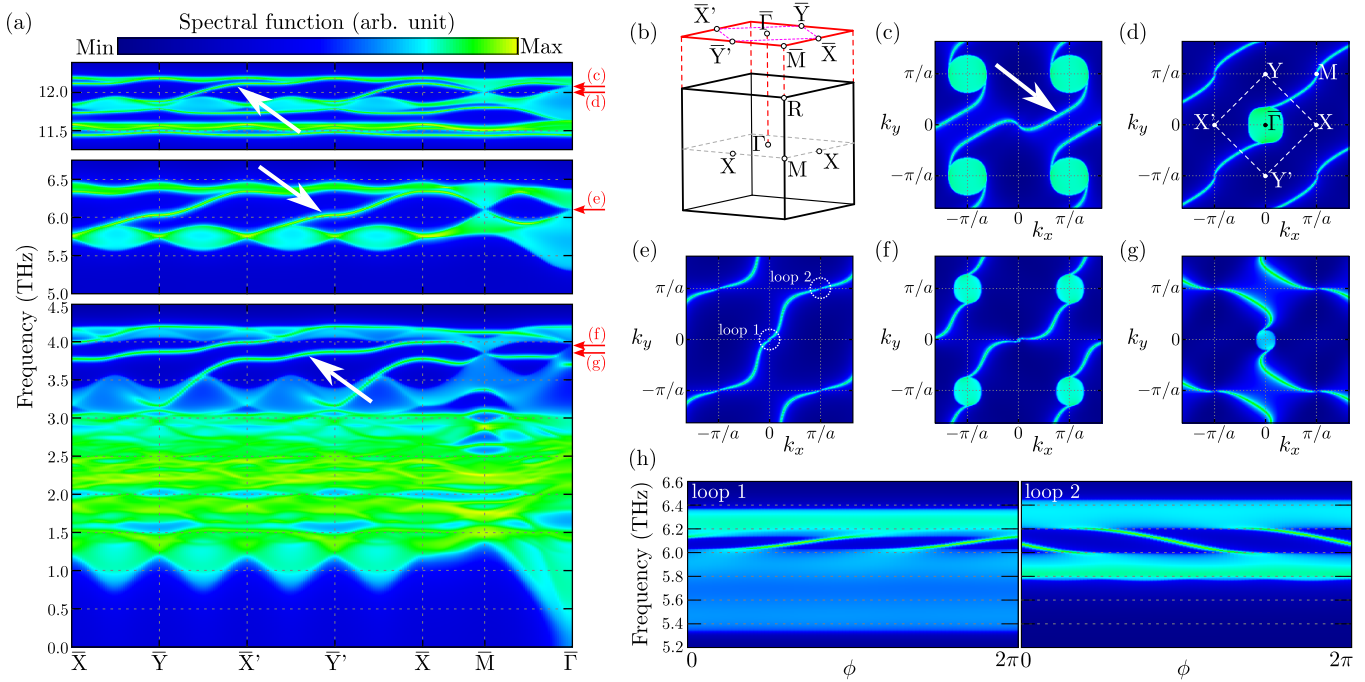 (a)
Spectral function (arb. unit)
Min
Max
Frequency (THz)
12.0
11.5
6.5
6.0
5.5
5.0
4.5
4.0
3.5
3.0
2.5
2.0
1.5
1.0
0.5
0.0
X̅
Y̅
X̅'
Y̅'
X̅
M̅
Γ̅
(c)
(d)
(e)
(f)
(g)
(b)
X̅'
Γ̅
Y̅
Y̅'
M̅
X̅
R
Γ
X
M
X
(c)
π/a
k_y 0
−π/a
−π/a 0 π/a
k_x
(d)
π/a
k_y 0
−π/a
Y
M
X'
Γ̅
X
Y'
−π/a 0 π/a
k_x
(e)
loop 2
π/a
loop 1
k_y 0
−π/a
−π/a 0 π/a
k_x
(f)
π/a
k_y 0
−π/a
−π/a 0 π/a
k_x
(g)
π/a
k_y 0
−π/a
−π/a 0 π/a
k_x
(h)
Frequency (THz)
6.6
6.4
6.2
6.0
5.8
5.6
5.4
5.2
loop 1
loop 2
0 ϕ 2π
0 ϕ 2π